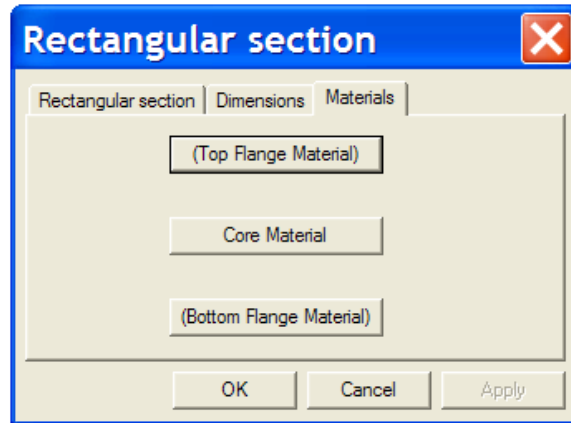 Rectangular section
Rectangular section Dimensions Materials
(Top Flange Material)
Core Material
(Bottom Flange Material)
OK Cancel Apply